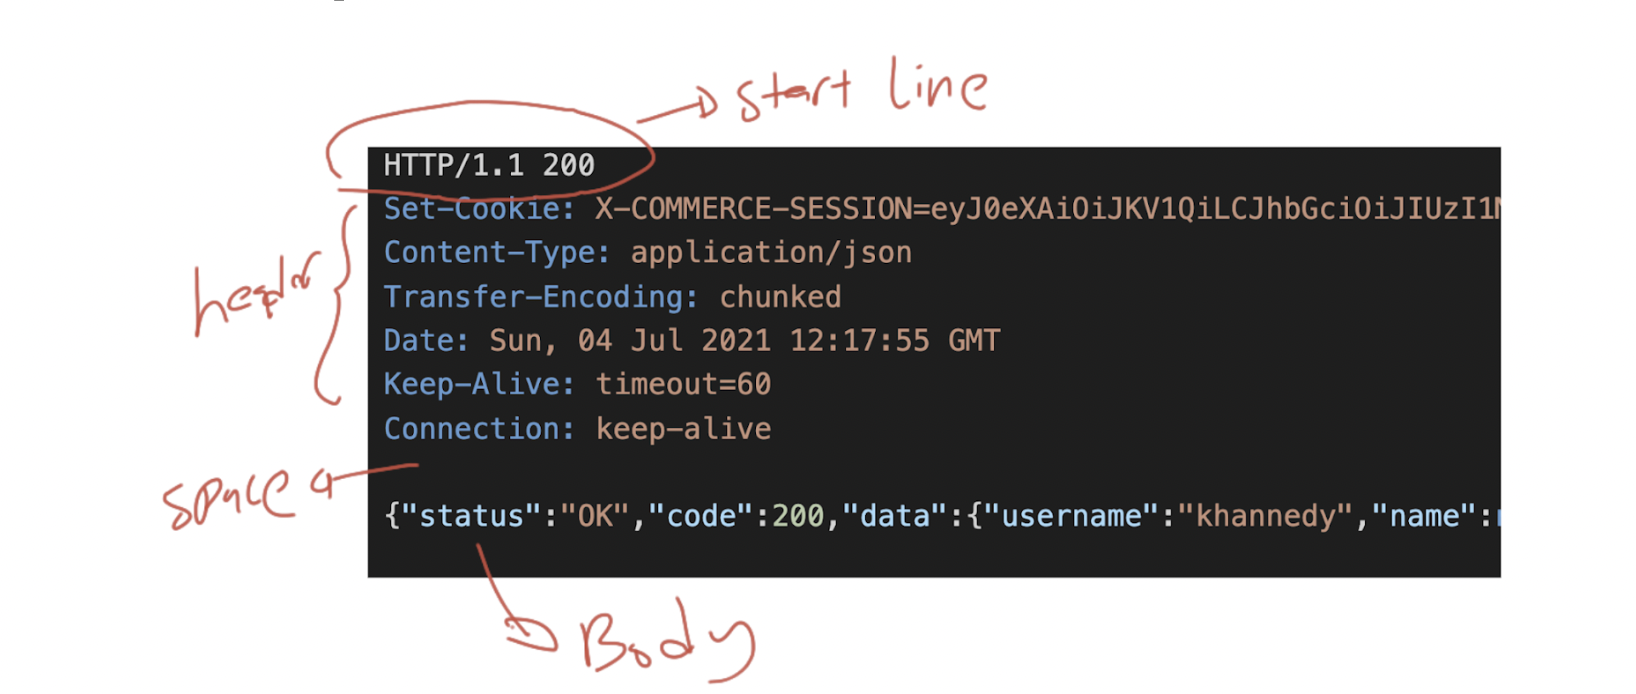 start line
HTTP/1.1 200
Set-Cookie: X-COMMERCE-SESSION=eyJ0eXAiOiJKV1QiLCJhbGciOiJIUzI1
header
Content-Type: application/json
Transfer-Encoding: chunked
Date: Sun, 04 Jul 2021 12:17:55 GMT
Keep-Alive: timeout=60
Connection: keep-alive
space
{"status":"OK","code":200,"data":{"username":"khannedy","name":
Body